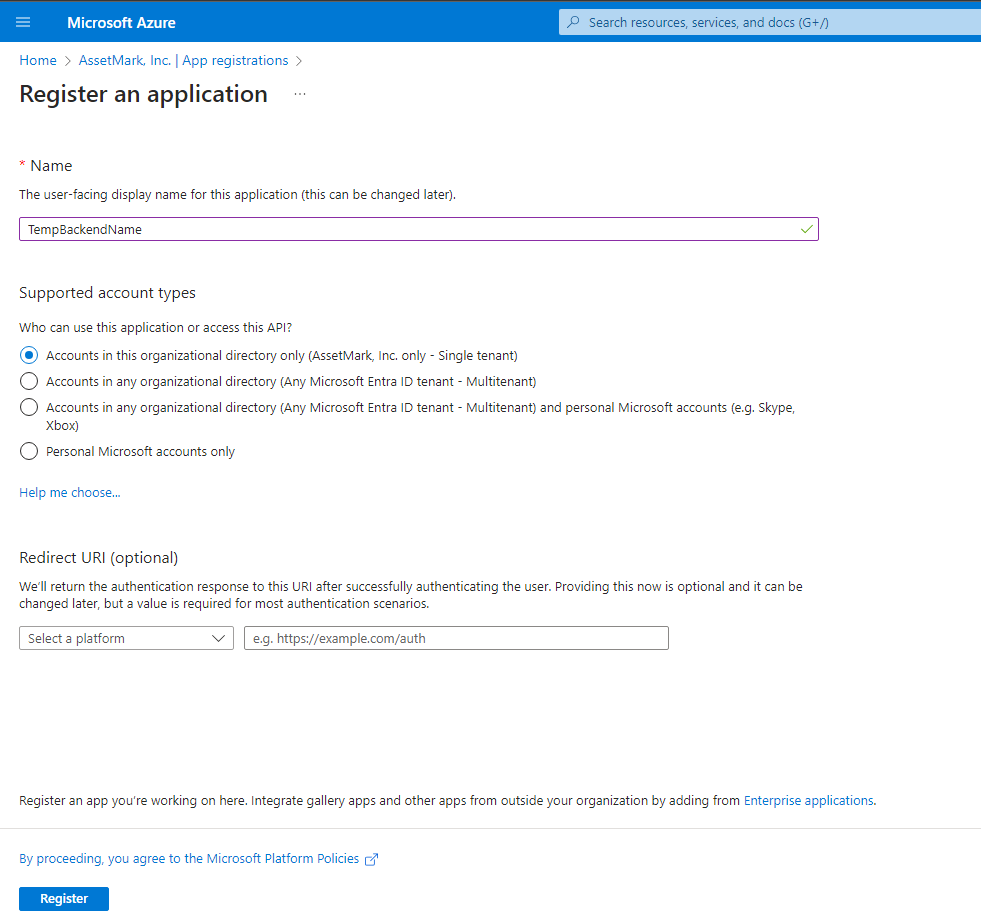 Microsoft Azure
Search resources, services, and docs (G+/)
Home > AssetMark, Inc. | App registrations >
Register an application ...
* Name
The user-facing display name for this application (this can be changed later).
TempBackendName
Supported account types
Who can use this application or access this API?
Accounts in this organizational directory only (AssetMark, Inc. only - Single tenant)
Accounts in any organizational directory (Any Microsoft Entra ID tenant - Multitenant)
Accounts in any organizational directory (Any Microsoft Entra ID tenant - Multitenant) and personal Microsoft accounts (e.g. Skype,
Xbox)
Personal Microsoft accounts only
Help me choose...
Redirect URI (optional)
We'll return the authentication response to this URI after successfully authenticating the user. Providing this now is optional and it can be
changed later, but a value is required for most authentication scenarios.
Select a platform
e.g. https://example.com/auth
Register an app you're working on here. Integrate gallery apps and other apps from outside your organization by adding from Enterprise applications.
By proceeding, you agree to the Microsoft Platform Policies
Register